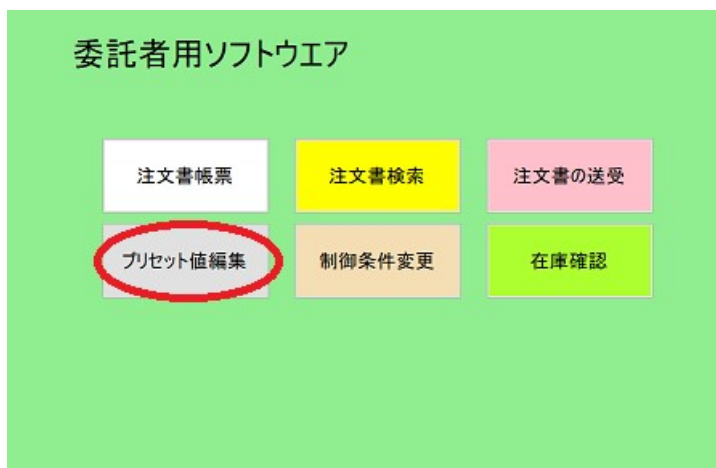 委託者用ソフトウエア
注文書帳票 注文書検索 注文書の送受
プリセット値編集 制御条件変更 在庫確認